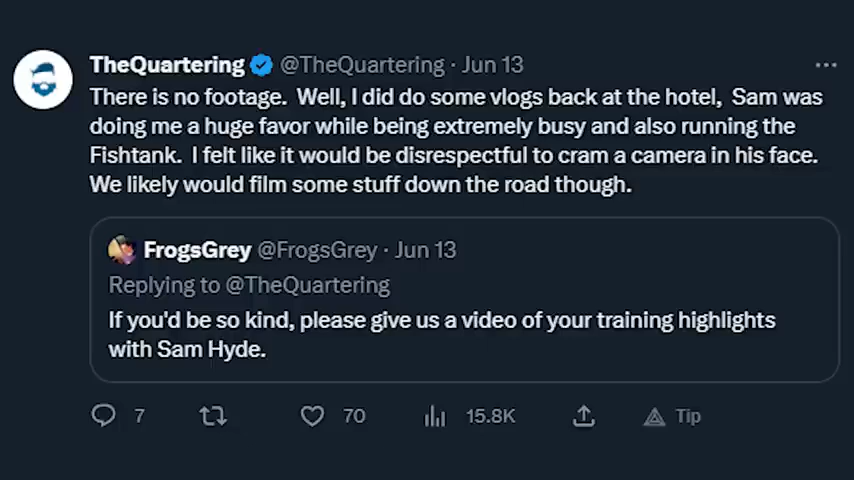 TheQuartering @TheQuartering · Jun 13
There is no footage. Well, I did do some vlogs back at the hotel, Sam was
doing me a huge favor while being extremely busy and also running the
Fishtank. I felt like it would be disrespectful to cram a camera in his face.
We likely would film some stuff down the road though.
FrogsGrey @FrogsGrey · Jun 13
Replying to @TheQuartering
If you'd be so kind, please give us a video of your training highlights
with Sam Hyde.
7 70 15.8K Tip